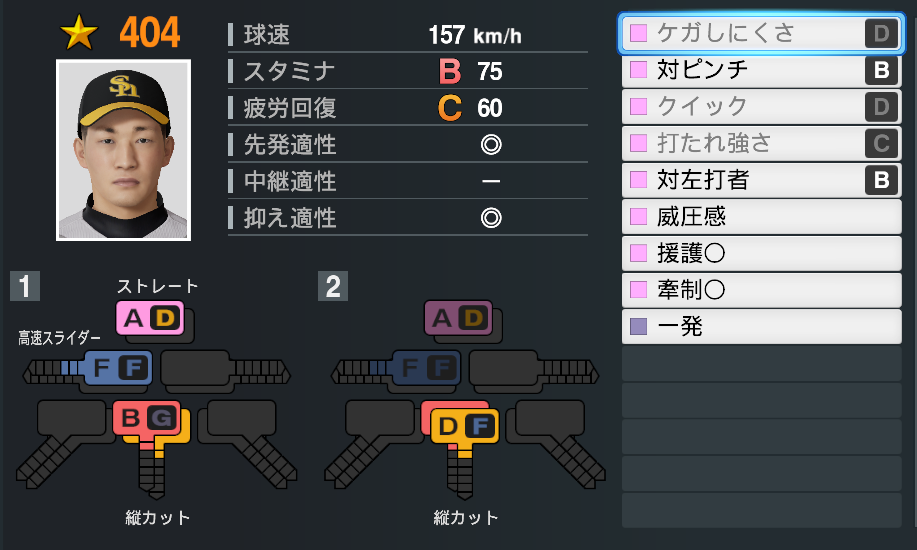 404
球速 157 km/h
スタミナ B 75
疲労回復 C 60
先発適性 ◎
中継適性 ー
抑え適性 ◎
SH
ケガしにくさ D
対ピンチ B
クイック D
打たれ強さ C
対左打者 B
威圧感
援護〇
牽制〇
一発
1
ストレート
A D
高速スライダー
F F
B G
縦カット
2
A D
F F
D F
縦カット